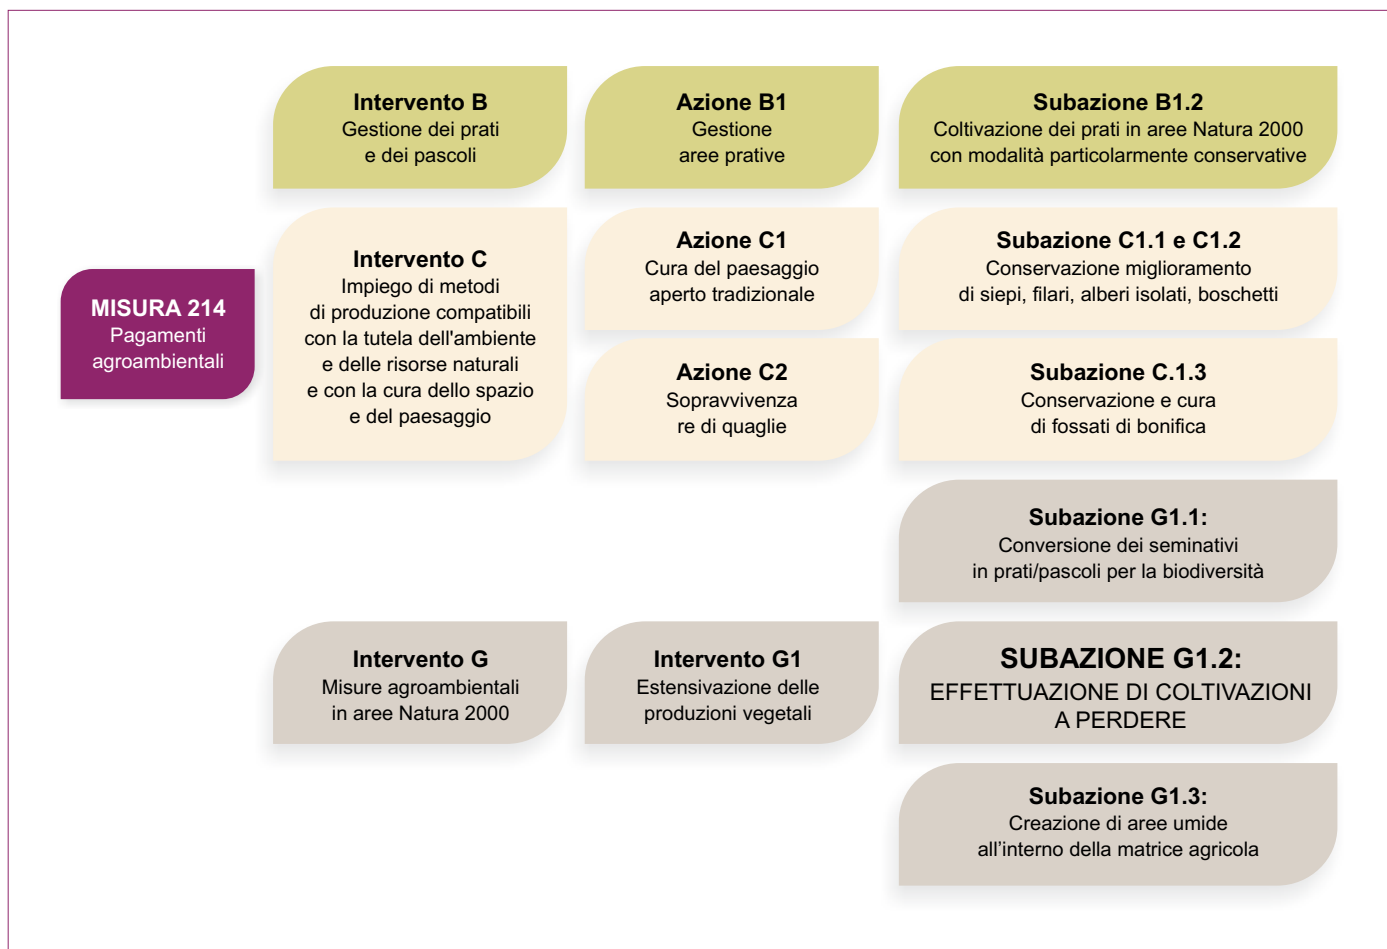 MISURA 214
Pagamenti
agroambientali
Intervento B
Gestione dei prati
e dei pascoli
Azione B1
Gestione
aree prative
Subazione B1.2
Coltivazione dei prati in aree Natura 2000
con modalità particolarmente conservative
Intervento C
Impiego di metodi
di produzione compatibili
con la tutela dell'ambiente
e delle risorse naturali
e con la cura dello spazio
e del paesaggio
Azione C1
Cura del paesaggio
aperto tradizionale
Subazione C1.1 e C1.2
Conservazione miglioramento
di siepi, filari, alberi isolati, boschetti
Azione C2
Sopravvivenza
re di quaglie
Subazione C.1.3
Conservazione e cura
di fossati di bonifica
Subazione G1.1:
Conversione dei seminativi
in prati/pascoli per la biodiversità
Intervento G
Misure agroambientali
in aree Natura 2000
Intervento G1
Estensivazione delle
produzioni vegetali
SUBAZIONE G1.2:
EFFETTUAZIONE DI COLTIVAZIONI
A PERDERE
Subazione G1.3:
Creazione di aree umide
all’interno della matrice agricola